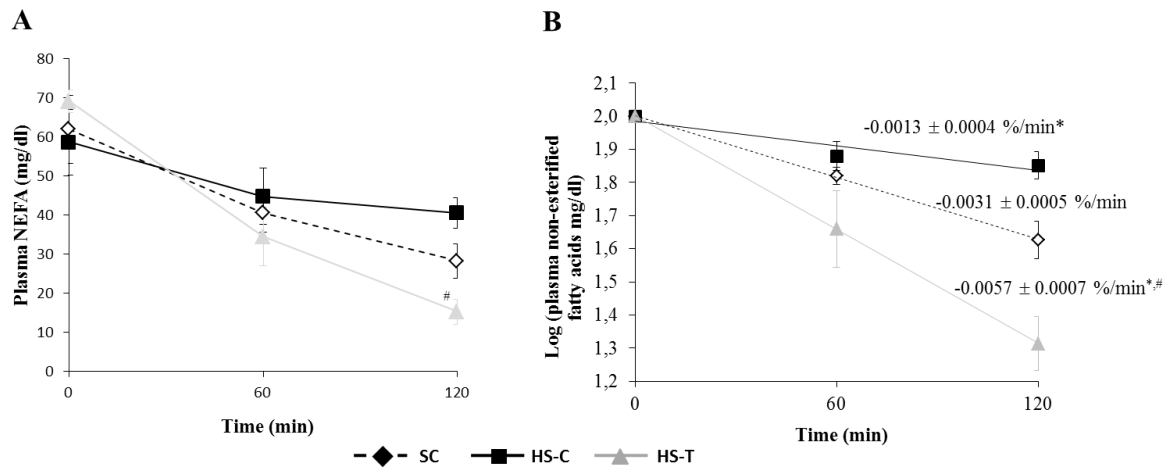 A
80
70
60
50
40
30
20
10
0
0 60 120
Plasma NEFA (mg/dl)
Time (min)
#
B
2,1
2,0
1,9
1,8
1,7
1,6
1,5
1,4
1,3
1,2
0 60 120
Log (plasma non-esterified
fatty acids mg/dl)
Time (min)
-0.0013 ± 0.0004 %/min*
-0.0031 ± 0.0005 %/min
-0.0057 ± 0.0007 %/min*,#
SC HS-C HS-T